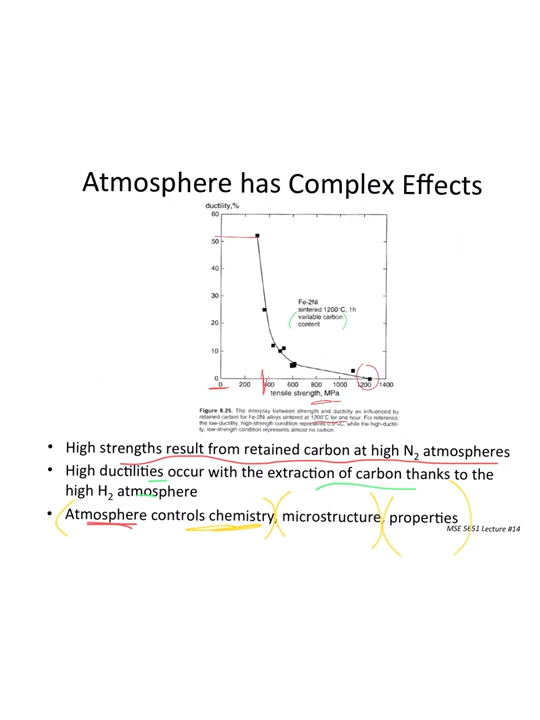 Atmosphere has Complex Effects
ductility,%
60
50
40
30
20
10
0
Fe-2Ni
sintered 1200°C, 1h
variable carbon
content
0 200 400 600 800 1000 1200 1400
tensile strength, MPa
Figure 8.25. The interplay between strength and ductility as influenced by
retained carbon for Fe-2Ni alloys sintered at 1200°C for one hour. For reference,
the low-ductility, high-strength condition represents 0.9%C, while the high-ductili-
ty, low-strength condition represents almost no carbon.
• High strengths result from retained carbon at high N₂ atmospheres
• High ductilities occur with the extraction of carbon thanks to the
high H₂ atmosphere
• Atmosphere controls chemistry, microstructure, properties
MSE 5651 Lecture #14